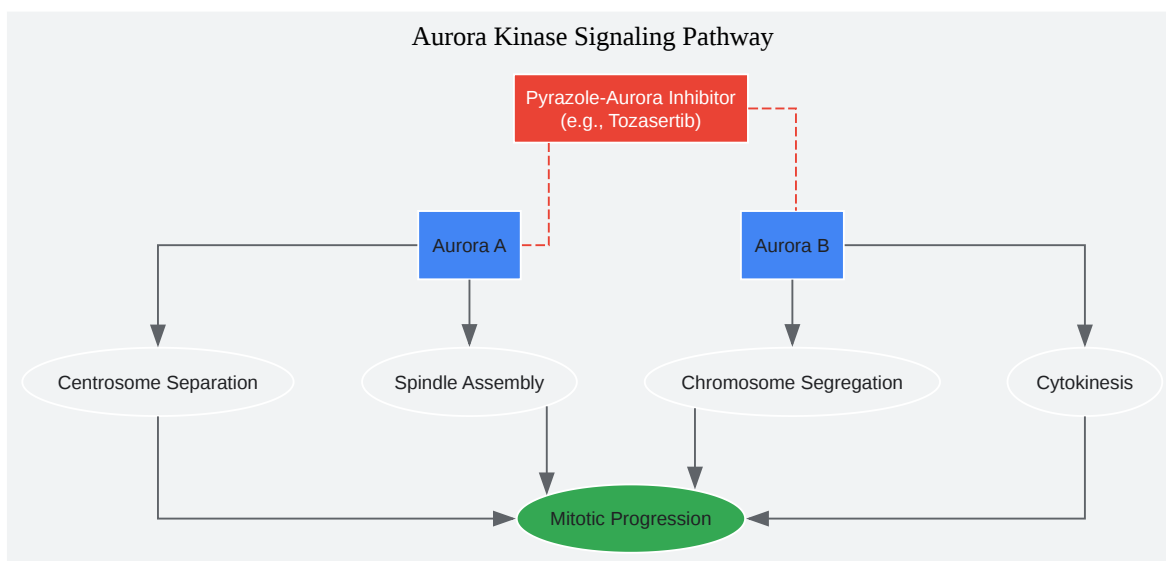 Aurora Kinase Signaling Pathway
Pyrazole-Aurora Inhibitor
(e.g., Tozasertib)
Aurora A
Aurora B
Centrosome Separation
Spindle Assembly
Chromosome Segregation
Cytokinesis
Mitotic Progression